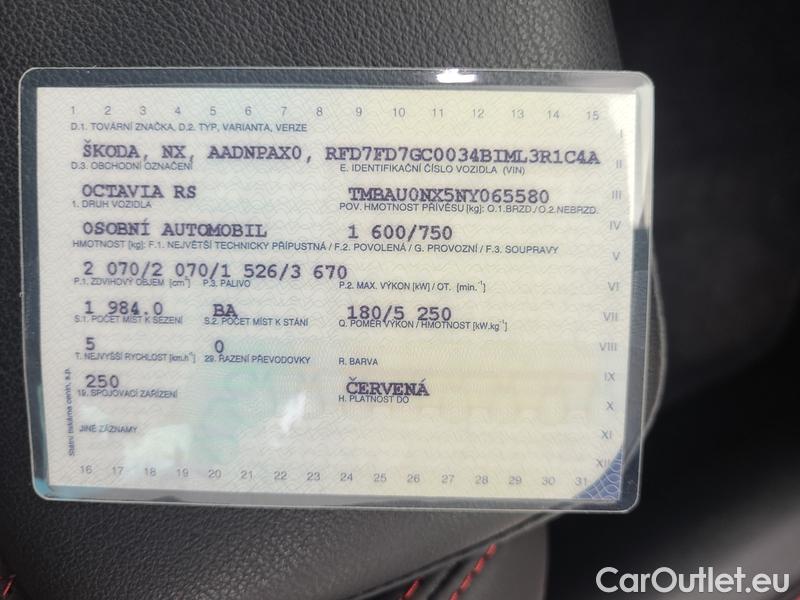 1 2 3 4 5 6 7 8 9 10 11 12 13 14 15
D.1. TOVÁRNÍ ZNAČKA, D.2. TYP, VARIANTA, VERZE
I
ŠKODA, NX, AADNPAX0, RFD7FD7GC0034BIML3R1C4A
D.3. OBCHODNÍ OZNAČENÍ E. IDENTIFIKAČNÍ ČÍSLO VOZIDLA (VIN)
II
OCTAVIA RS TMBAU0NX5NY065580
III
1. DRUH VOZIDLA POV. HMOTNOST PŘÍVĚSU [kg]: O.1.BRZD./O.2.NEBRZD.
OSOBNÍ AUTOMOBIL 1 600/750
IV
HMOTNOST [kg]: F.1. NEJVĚTŠÍ TECHNICKY PŘÍPUSTNÁ / F.2. POVOLENÁ / G. PROVOZNÍ / F.3. SOUPRAVY
V
2 070/2 070/1 526/3 670
P.1. ZDVIHOVÝ OBJEM [cm³] P.3. PALIVO P.2. MAX. VÝKON [kW] / OT. [min.⁻¹]
VI
1 984.0 BA 180/5 250
VII
S.1. POČET MÍST K SEZENÍ S.2. POČET MÍST K STÁNÍ Q. POMĚR VÝKON / HMOTNOST [kW.kg⁻¹]
5 0
VIII
T. NEJVYŠŠÍ RYCHLOST [km.h⁻¹] 29. ŘAZENÍ PŘEVODOVKY R. BARVA
IX
250 ČERVENÁ
19. SPOJOVACÍ ZAŘÍZENÍ H. PLATNOST DO
X
JINÉ ZÁZNAMY
XI
XII
16 17 18 19 20 21 22 23 24 25 26 27 28 29 30 31
Státní tiskárna cenin, s.p.
CarOutlet.eu